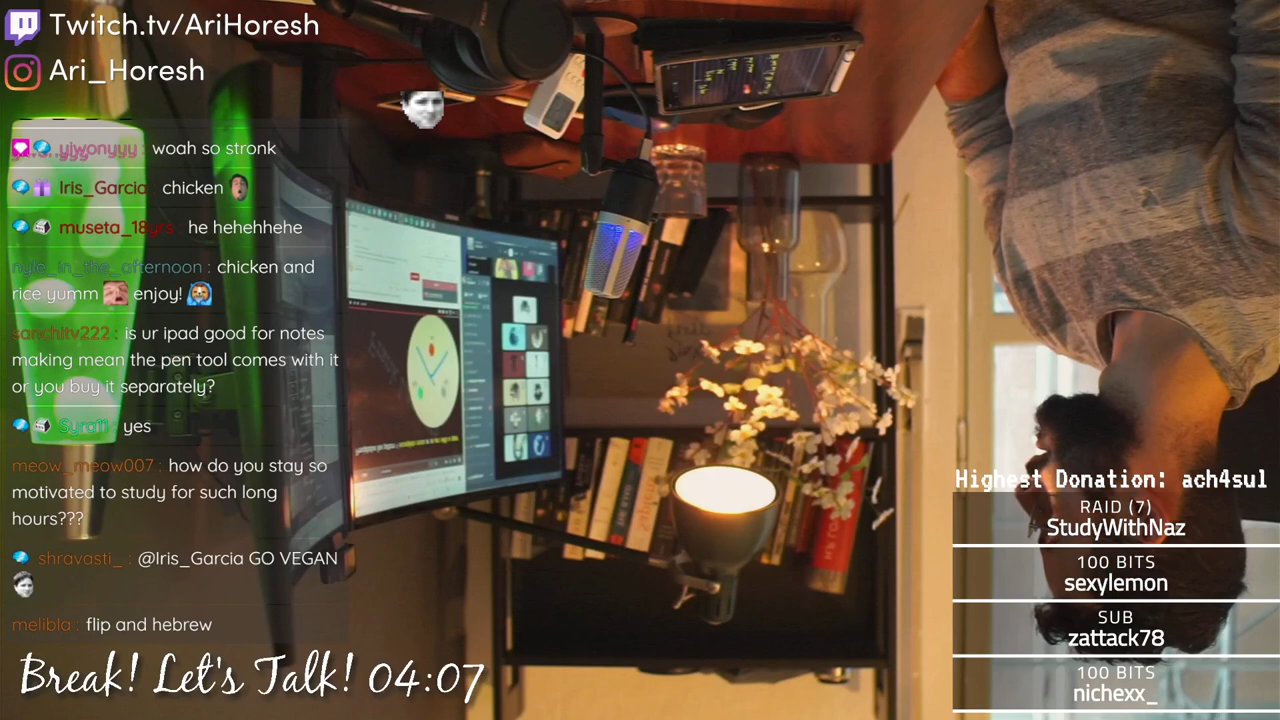 Twitch.tv/AriHoresh
Ari_Horesh
yiwonyyy : woah so stronk
Iris_Garcia : chicken
museta_18yrs : he hehehhehe
nyle_in_the_afternoon : chicken and
rice yumm enjoy!
sanchitv222 : is ur ipad good for notes
making mean the pen tool comes with it
or you buy it separately?
Syrafi : yes
meow_meow007 : how do you stay so
motivated to study for such long
hours???
shravasti_ : @Iris_Garcia GO VEGAN
melibla : flip and hebrew
Break! Let's Talk! 04:07
Highest Donation: ach4sul
RAID (7)
StudyWithNaz
100 BITS
sexylemon
SUB
zattack78
100 BITS
nichexx_